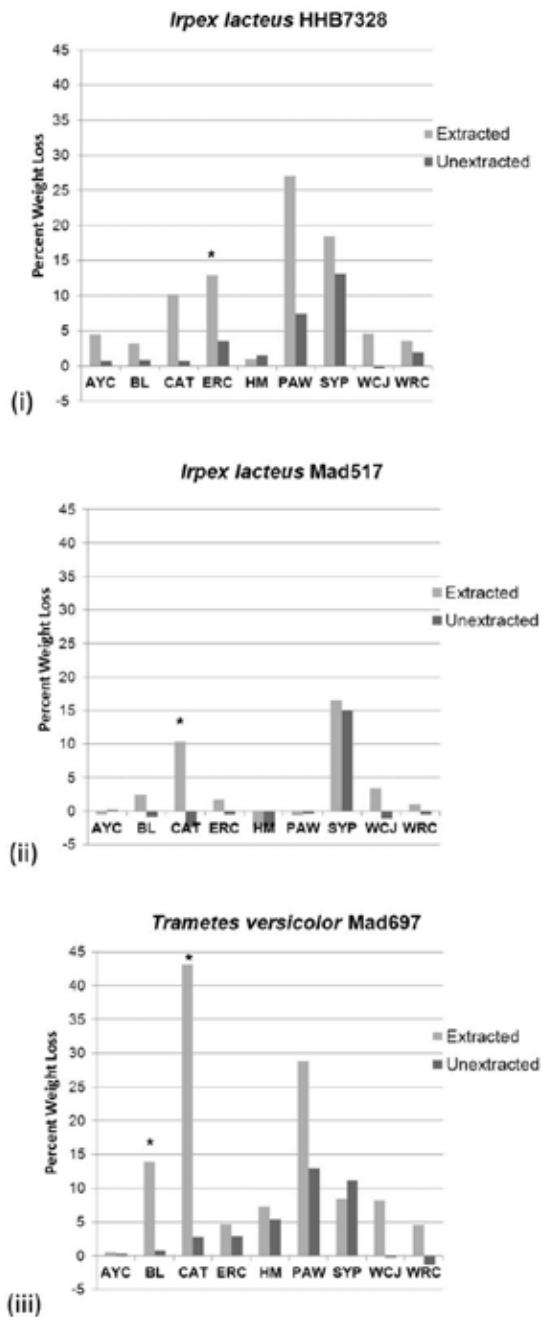 Irpex lacteus HHB7328
45
40
35
30
25
20
15
10
5
0
-5
Percent Weight Loss
*
Extracted
Unextracted
AYC BL CAT ERC HM PAW SYP WCJ WRC
(i)
Irpex lacteus Mad517
45
40
35
30
25
20
15
10
5
0
-5
Percent Weight Loss
*
Extracted
Unextracted
AYC BL CAT ERC HM PAW SYP WCJ WRC
(ii)
Trametes versicolor Mad697
45
40
35
30
25
20
15
10
5
0
-5
Percent Weight Loss
*
*
Extracted
Unextracted
AYC BL CAT ERC HM PAW SYP WCJ WRC
(iii)